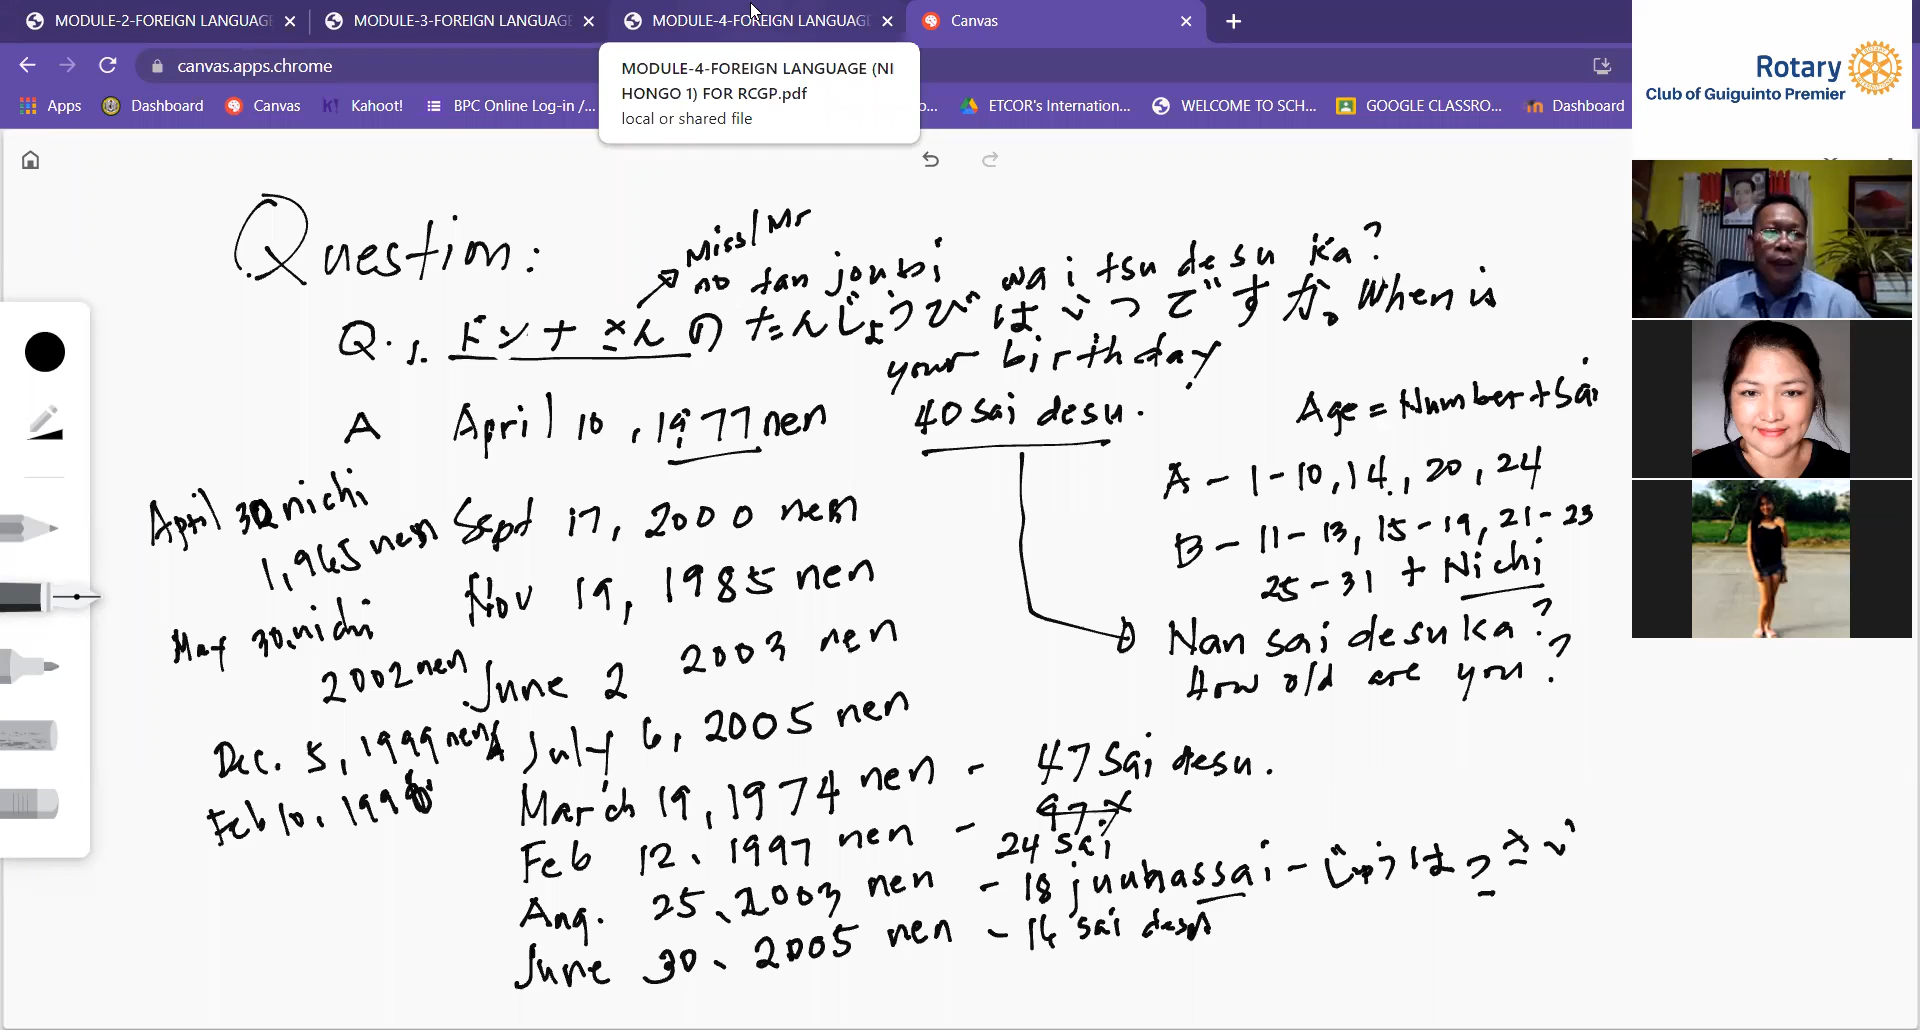 MODULE-2-FOREIGN LANGUAGE
MODULE-3-FOREIGN LANGUAGE
MODULE-4-FOREIGN LANGUAGE
Canvas
canvas.apps.chrome
MODULE-4-FOREIGN LANGUAGE (NI
HONGO 1) FOR RCGP.pdf
local or shared file
Apps
Dashboard
Canvas
Kahoot!
BPC Online Log-in /...
ETCOR's Internation...
WELCOME TO SCH...
GOOGLE CLASSRO...
Dashboard
Rotary
Club of Guiguinto Premier
Question:
Miss/Mr
no tan joubi wa itsu desu ka?
Q. 1. ドンナ さん の たんじょうび は いつ ですか。 When is
your birthday
A April 10, 1977 nen 40 sai desu.
Age = Number + Sai
A - 1-10, 14, 20, 24
B - 11-13, 15-19, 21-23
25-31 + Nichi
Nan sai desu ka?
How old are you?
April 30 nichi
1,965 nen
Sept 17, 2000 nen
Nov 19, 1985 nen
May 30 nichi
2002 nen
June 2 2003 nen
Dec. 5, 1999 nen
July 6, 2005 nen
Feb 10, 1998
March 19, 1974 nen - 47 Sai desu.
Feb 12, 1997 nen - 24 sai
Aug. 25, 2003 nen - 18 juuhassai - じゅうはっさい
June 30, 2005 nen - 16 sai desu